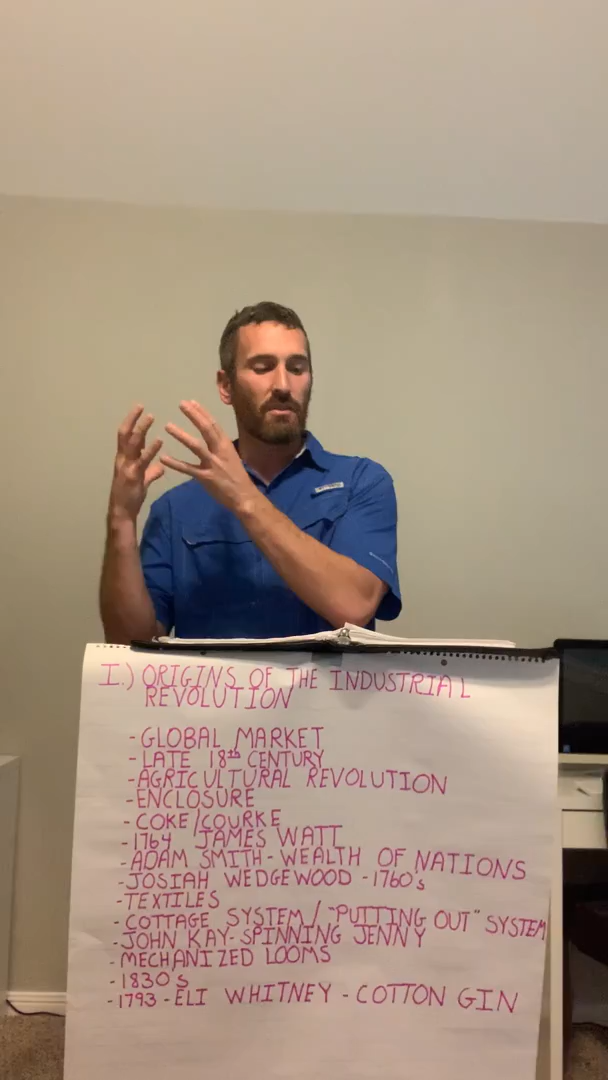 I.) ORIGINS OF THE INDUSTRIAL
REVOLUTION
- GLOBAL MARKET
- LATE 18th CENTURY
- AGRICULTURAL REVOLUTION
- ENCLOSURE
- COKE/COURKE
- 1764 JAMES WATT
- ADAM SMITH - WEALTH OF NATIONS
- JOSIAH WEDGEWOOD - 1760's
- TEXTILES
- COTTAGE SYSTEM / "PUTTING OUT" SYSTEM
- JOHN KAY - SPINNING JENNY
- MECHANIZED LOOMS
- 1830's
- 1793 - ELI WHITNEY - COTTON GIN